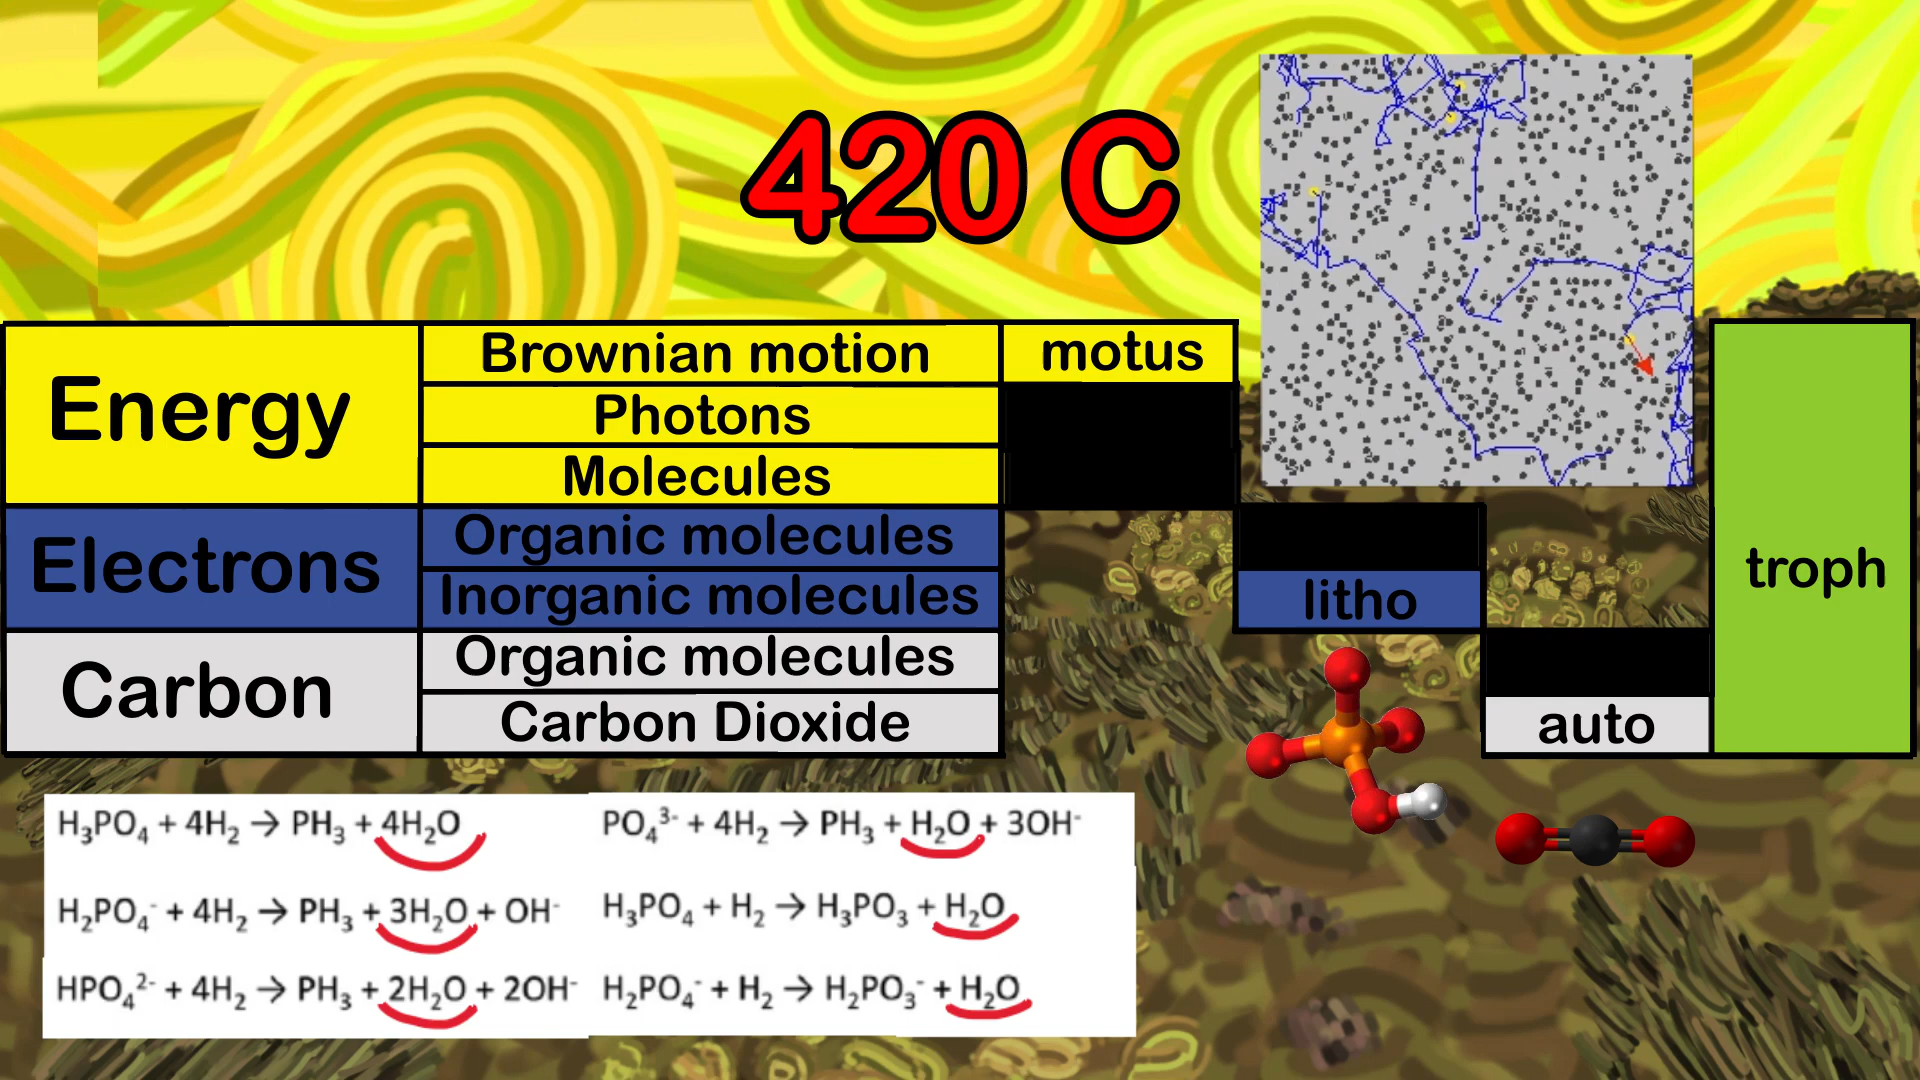 420 C
Energy
Brownian motion
motus
Photons
Molecules
Electrons
Organic molecules
Inorganic molecules
litho
Carbon
Organic molecules
Carbon Dioxide
auto
troph
H₃PO₄ + 4H₂ → PH₃ + 4H₂O
H₂PO₄⁻ + 4H₂ → PH₃ + 3H₂O + OH⁻
HPO₄²⁻ + 4H₂ → PH₃ + 2H₂O + 2OH⁻
PO₄³⁻ + 4H₂ → PH₃ + H₂O + 3OH⁻
H₃PO₄ + H₂ → H₃PO₃ + H₂O
H₂PO₄⁻ + H₂ → H₂PO₃⁻ + H₂O